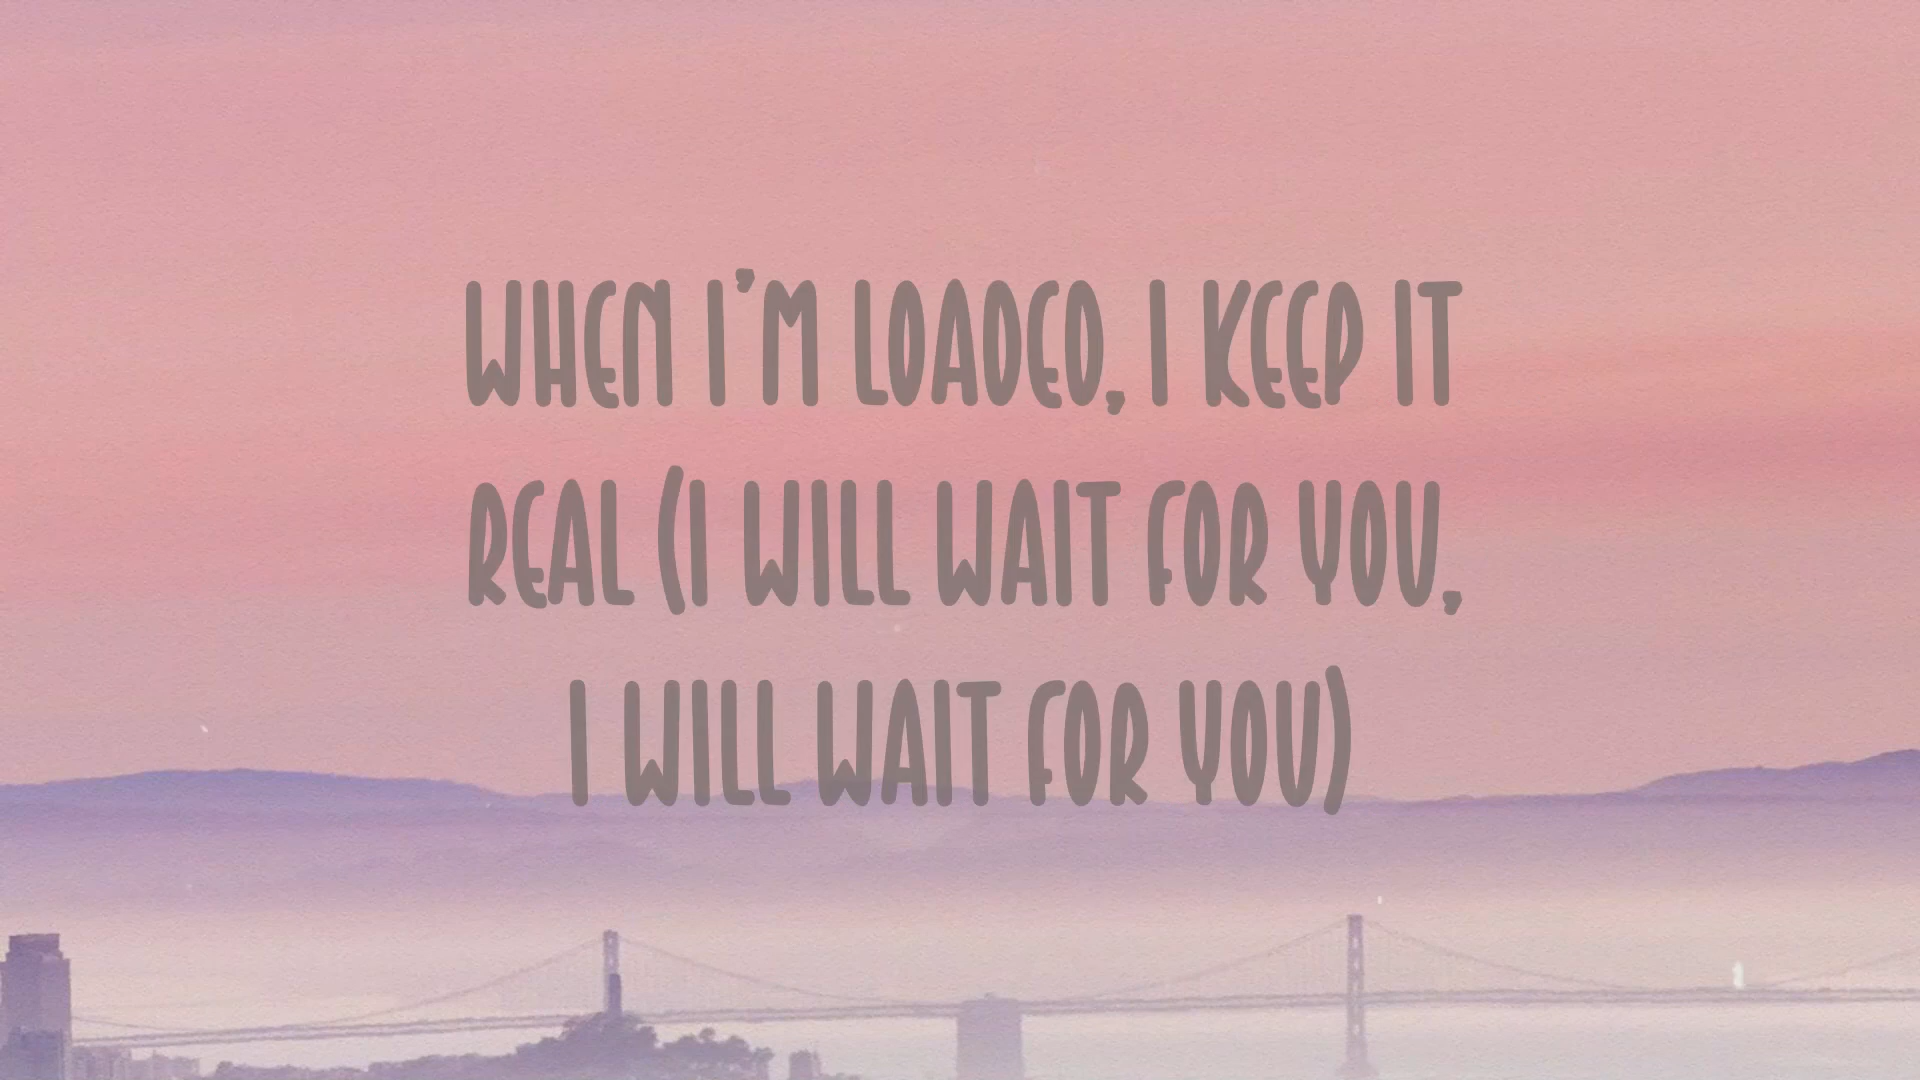 WHEN I'M LOADED, I KEEP IT
REAL (I WILL WAIT FOR YOU,
I WILL WAIT FOR YOU)